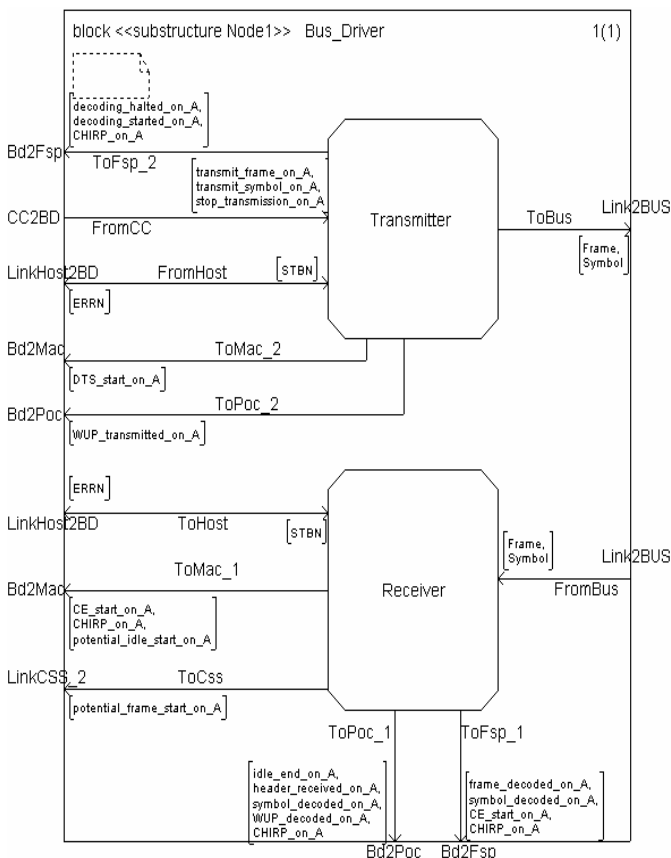 block <<substructure Node1>> Bus_Driver 1(1)
[decoding_halted_on_A,
decoding_started_on_A,
CHIRP_on_A]
Bd2Fsp
ToFsp_2
[transmit_frame_on_A,
transmit_symbol_on_A,
stop_transmission_on_A]
CC2BD
FromCC
Transmitter
ToBus
Link2BUS
[Frame,
Symbol]
LinkHost2BD
FromHost
[STBN]
[ERRN]
Bd2Mac
ToMac_2
[DTS_start_on_A]
Bd2Poc
ToPoc_2
[WUP_transmitted_on_A]
[ERRN]
LinkHost2BD
ToHost
[STBN]
[Frame,
Symbol]
Link2BUS
FromBus
Receiver
Bd2Mac
ToMac_1
[CE_start_on_A,
CHIRP_on_A,
potential_idle_start_on_A]
LinkCSS_2
ToCss
[potential_frame_start_on_A]
ToPoc_1
ToFsp_1
[idle_end_on_A,
header_received_on_A,
symbol_decoded_on_A,
WUP_decoded_on_A,
CHIRP_on_A]
[frame_decoded_on_A,
symbol_decoded_on_A,
CE_start_on_A,
CHIRP_on_A]
Bd2Poc
Bd2Fsp